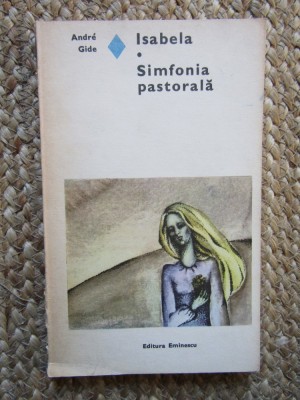 André
Gide
Isabela
Simfonia
pastorală
Editura Eminescu